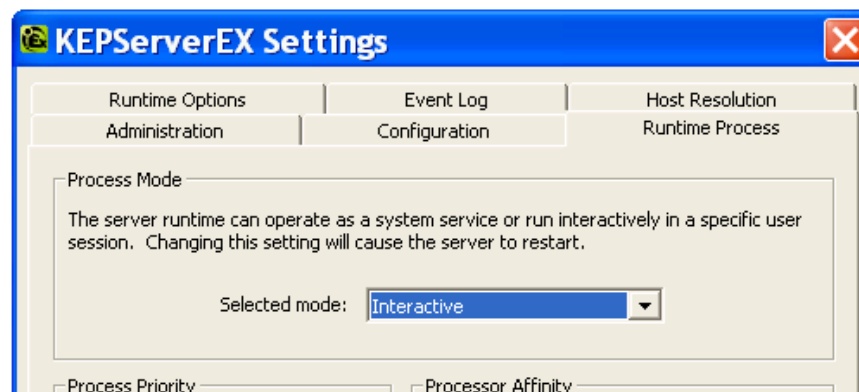 KEPServerEX Settings
Runtime Options Event Log Host Resolution
Administration Configuration Runtime Process
Process Mode
The server runtime can operate as a system service or run interactively in a specific user
session. Changing this setting will cause the server to restart.
Selected mode: Interactive
Process Priority Processor Affinity